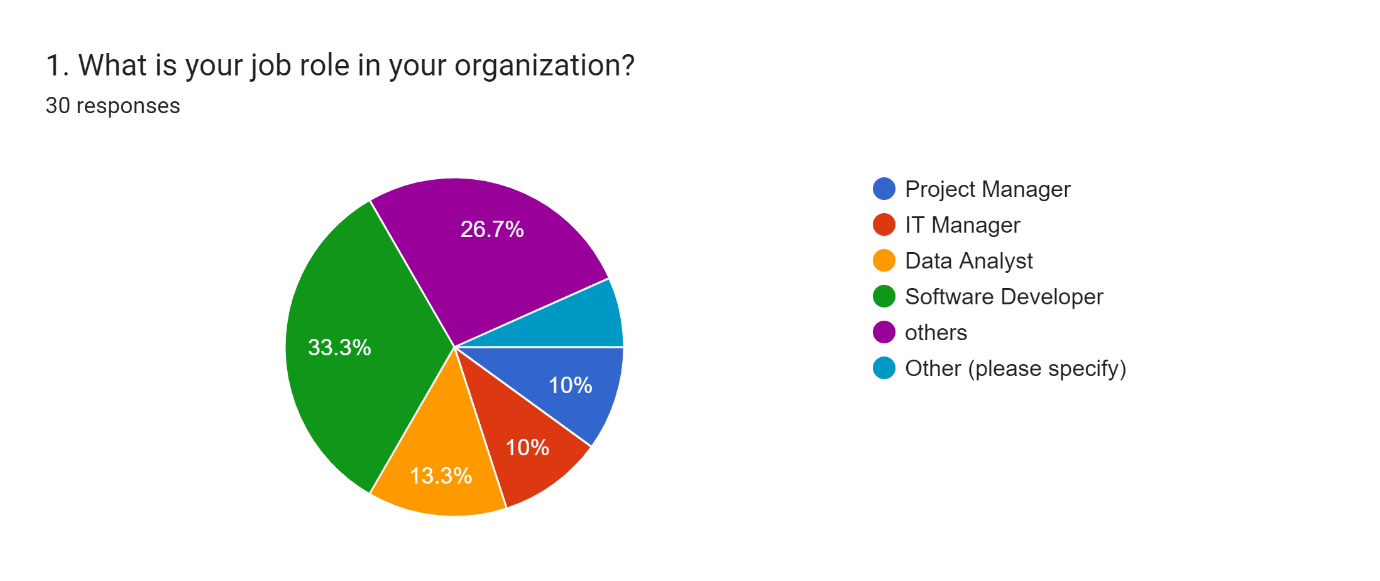 1. What is your job role in your organization?
30 responses
26.7%
33.3%
10%
10%
13.3%
Project Manager
IT Manager
Data Analyst
Software Developer
others
Other (please specify)